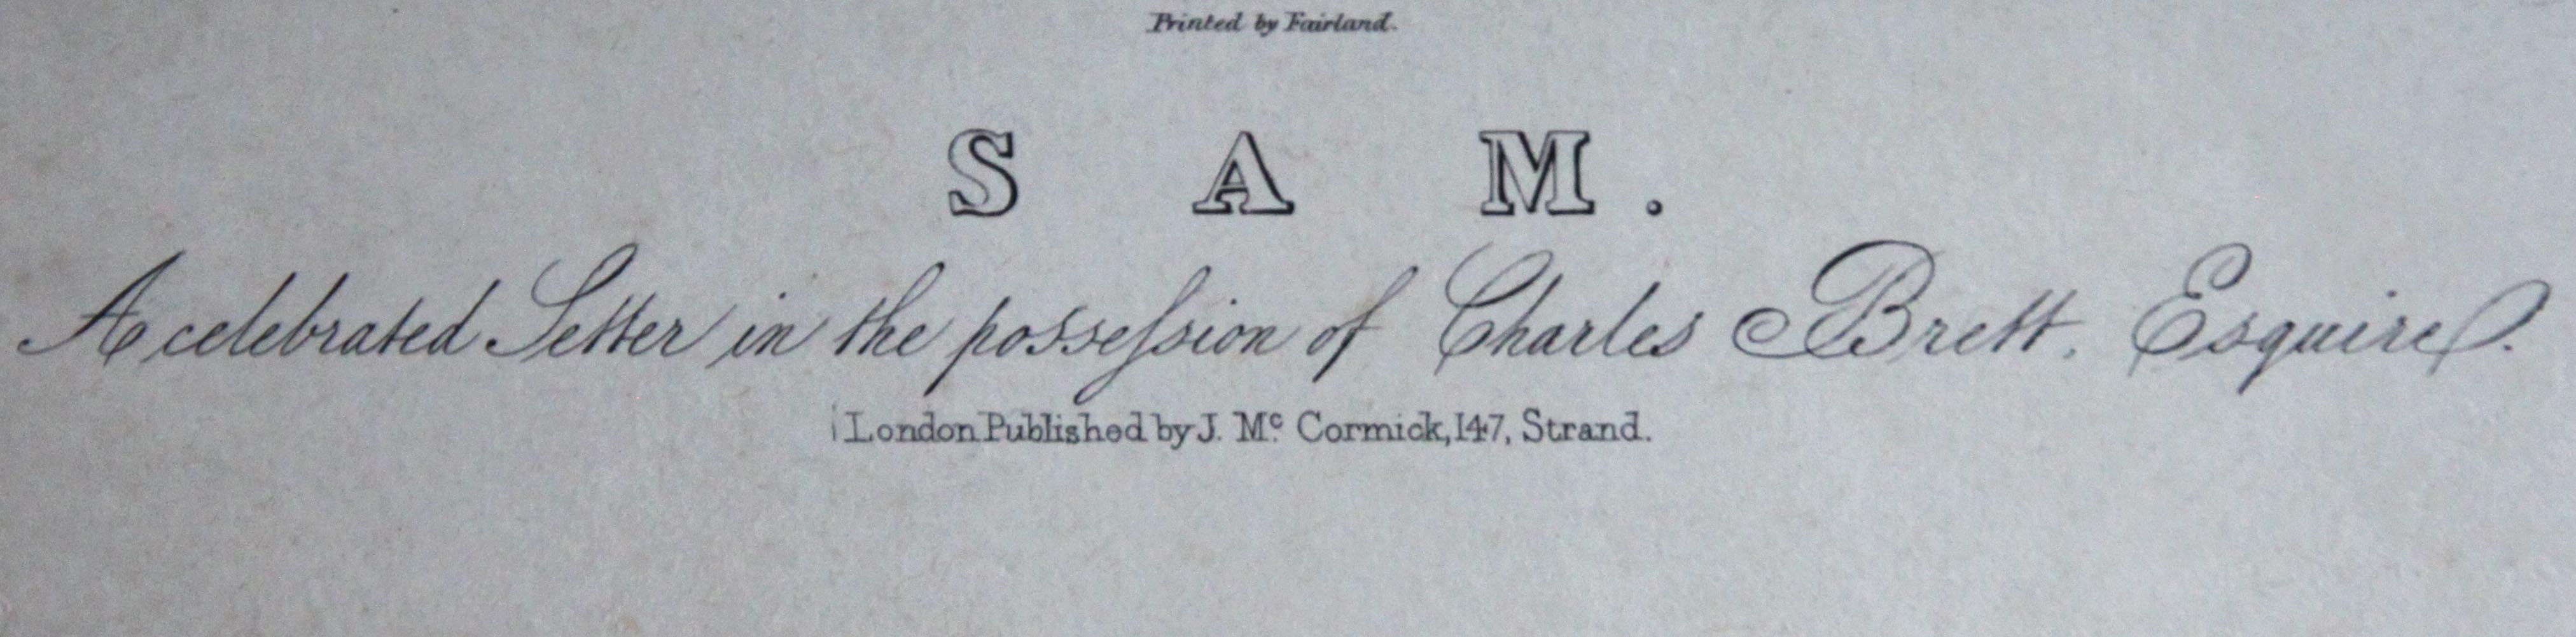 Printed by Fairland.
S A M.
A celebrated Setter in the posseſsion of Charles Brett. Esquire.
London Published by J. Mc. Cormick, 147, Strand.